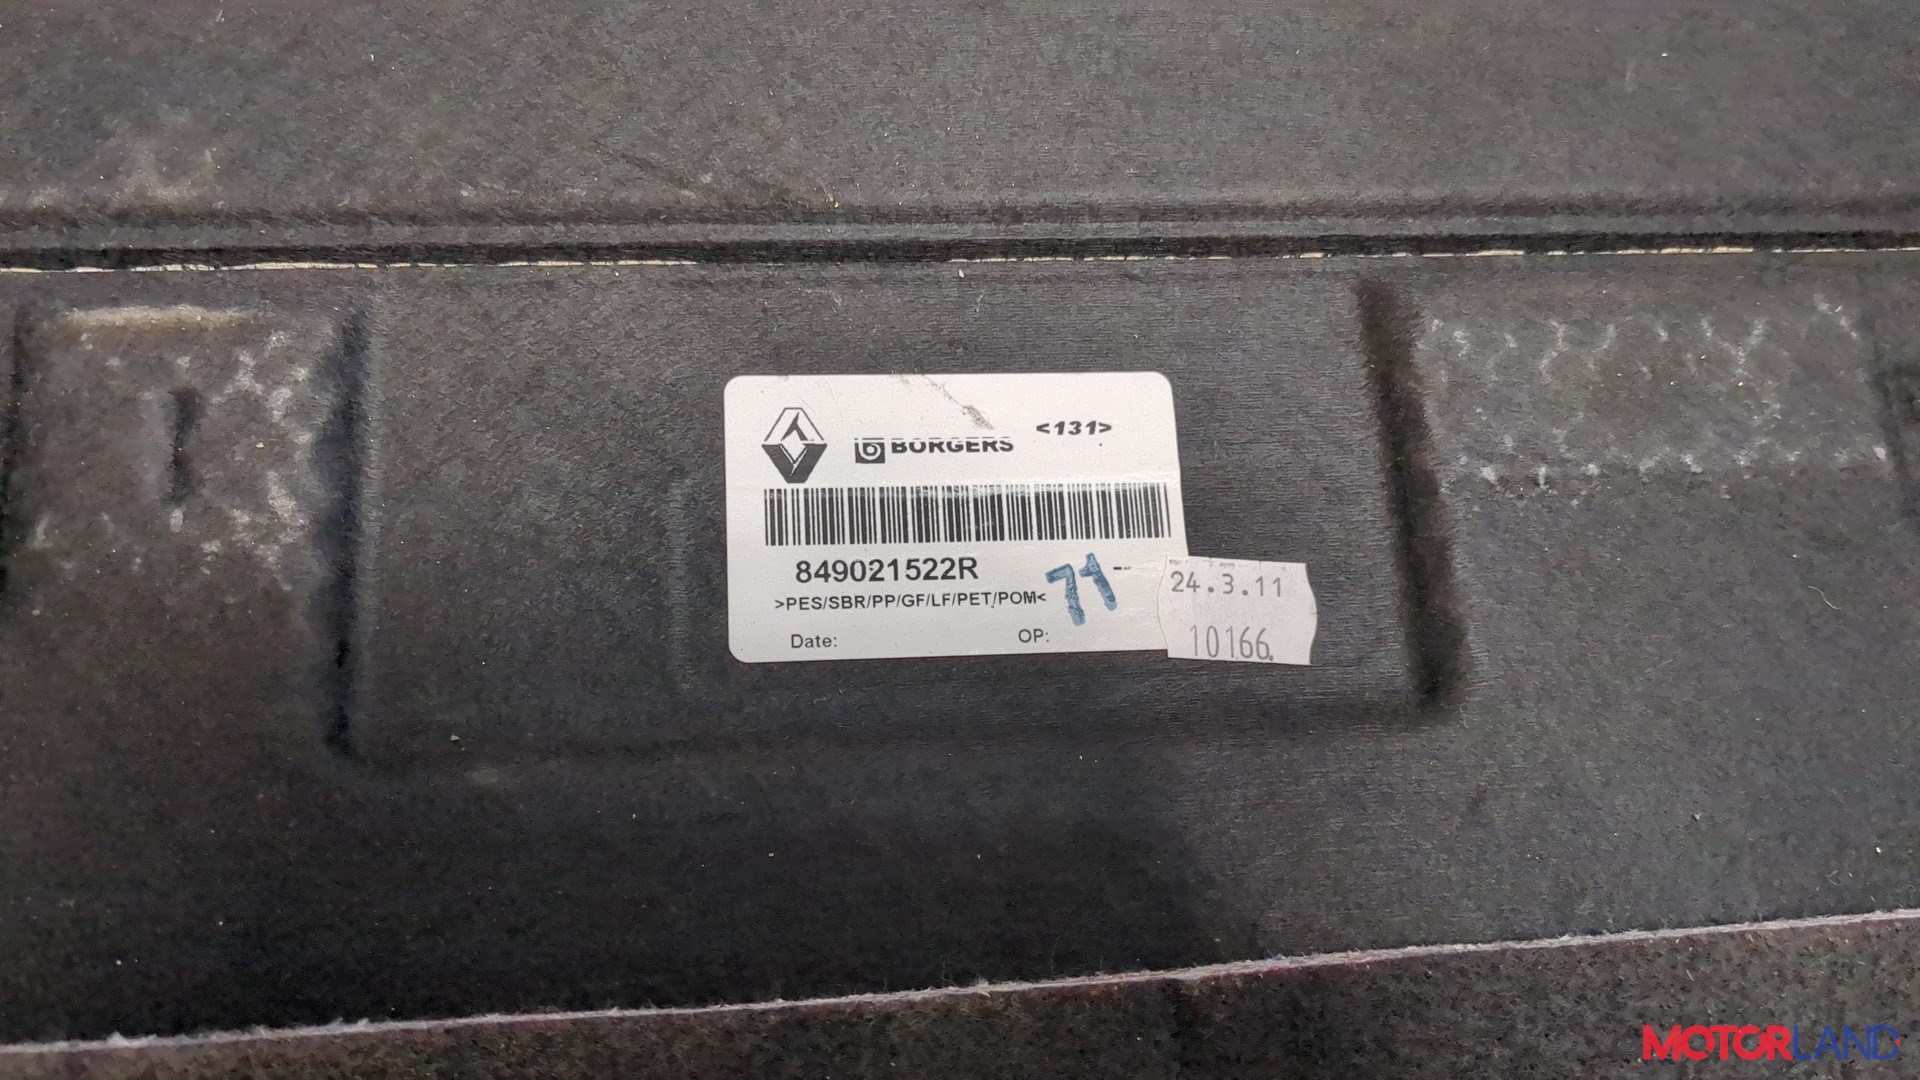 BORGERS <131>
849021522R
71
>PES/SBR/PP/GF/LF/PET/POM<
Date: OP:
24.3.11
10166
MOTORLAND